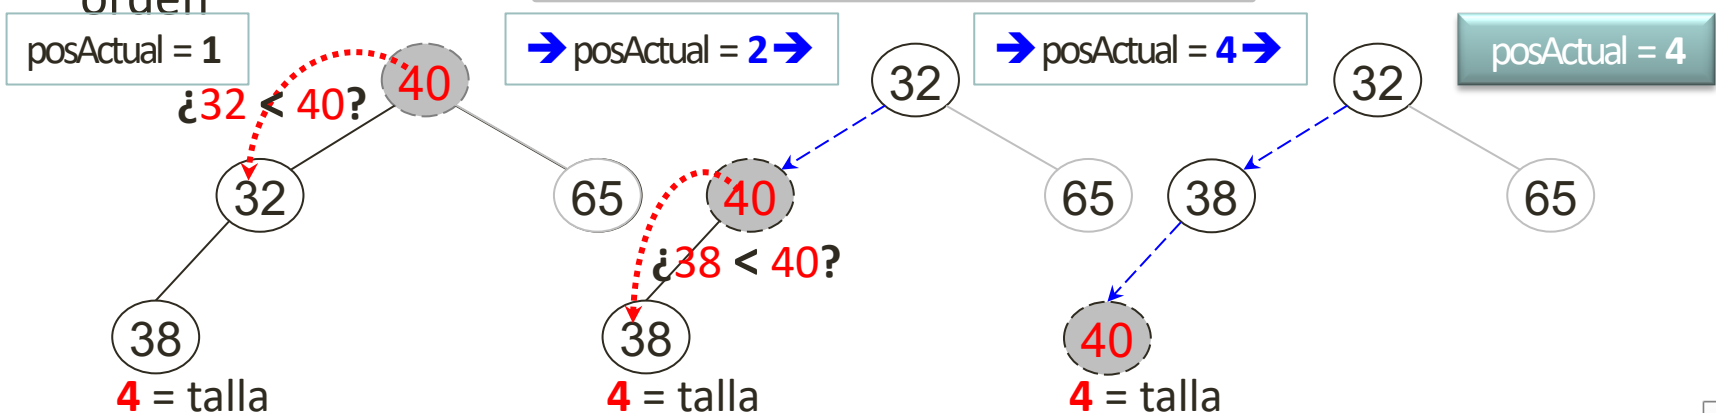 orden
posActual = 1
➔ posActual = 2 ➔
➔ posActual = 4 ➔
posActual = 4
40
¿32 < 40?
32
65
38
4 = talla
32
40
65
¿38 < 40?
38
4 = talla
32
38
65
40
4 = talla